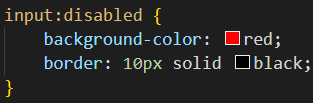 input:disabled {
background-color: red;
border: 10px solid black;
}